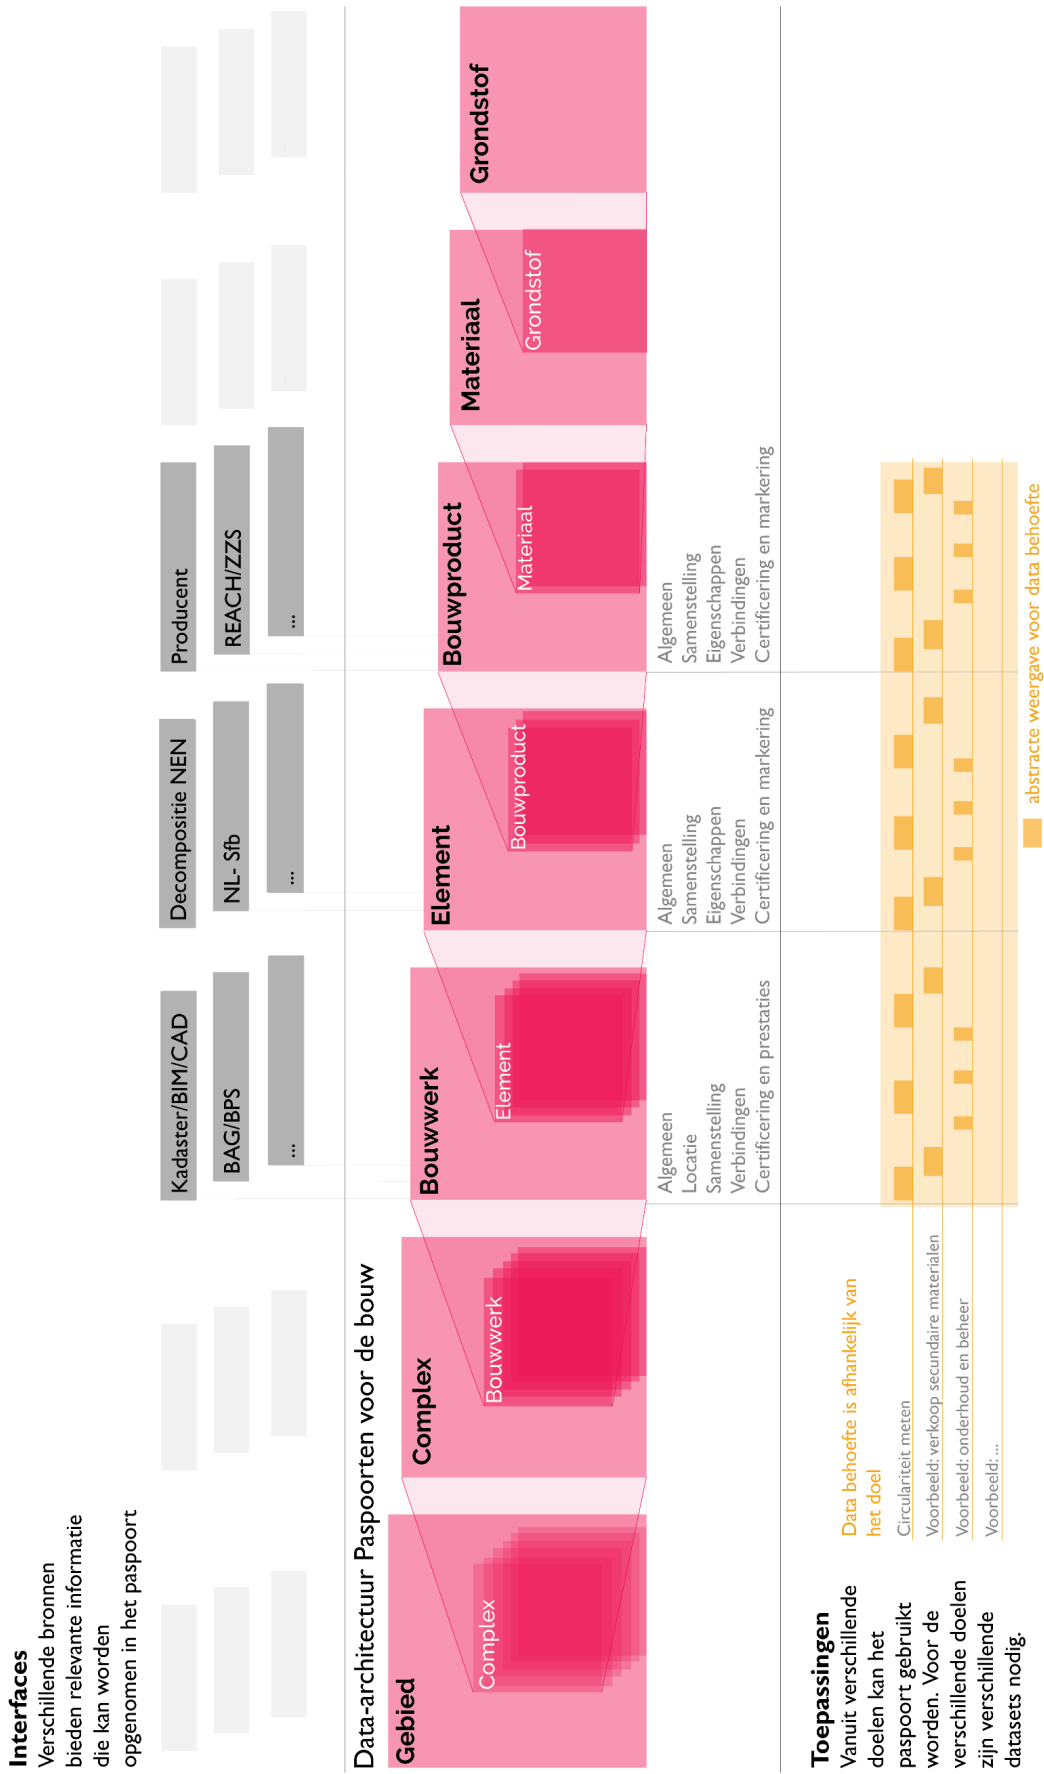 Interfaces
Verschillende bronnen
bieden relevante informatie
die kan worden
opgenomen in het paspoort
Kadaster/BIM/CAD
BAG/BPS
...
Decompositie NEN
NL- Sfb
...
Producent
REACH/ZZS
...
Data-architectuur Paspoorten voor de bouw
Gebied
Complex
Complex
Bouwwerk
Bouwwerk
Element
Element
Bouwproduct
Bouwproduct
Materiaal
Materiaal
Grondstof
Grondstof
Algemeen
Locatie
Samenstelling
Verbindingen
Certificering en prestaties
Algemeen
Samenstelling
Eigenschappen
Verbindingen
Certificering en markering
Algemeen
Samenstelling
Eigenschappen
Verbindingen
Certificering en markering
Toepassingen
Vanuit verschillende
doelen kan het
paspoort gebruikt
worden. Voor de
verschillende doelen
zijn verschillende
datasets nodig.
Data behoefte is afhankelijk van
het doel
Circulariteit meten
Voorbeeld: verkoop secundaire materialen
Voorbeeld: onderhoud en beheer
Voorbeeld: ...
abstracte weergave voor data behoefte